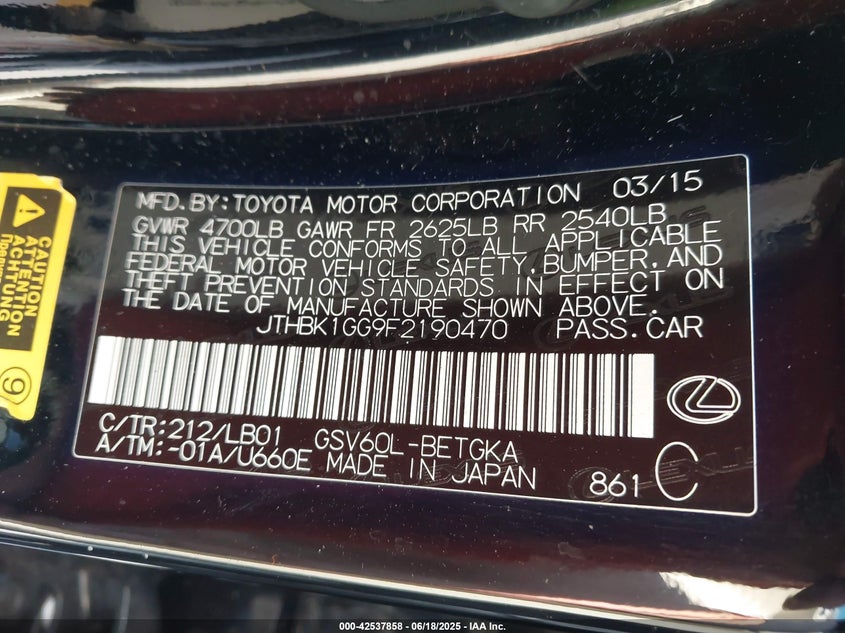 MFD.BY:TOYOTA MOTOR CORPORATION 03/15
GVWR 4700LB GAWR FR 2625LB RR 2540LB
THIS VEHICLE CONFORMS TO ALL APPLICABLE
FEDERAL MOTOR VEHICLE SAFETY,BUMPER,AND
THEFT PREVENTION STANDARDS IN EFFECT ON
THE DATE OF MANUFACTURE SHOWN ABOVE.
JTHBK1GG9F2190470 PASS.CAR
C/TR:212/LB01 GSV60L-BETGKA
A/TM:-01A/U660E MADE IN JAPAN
861 C
CAUTION
ATTENTION
ACHTUNG
9
000-42537858 - 06/18/2025 - IAA Inc.